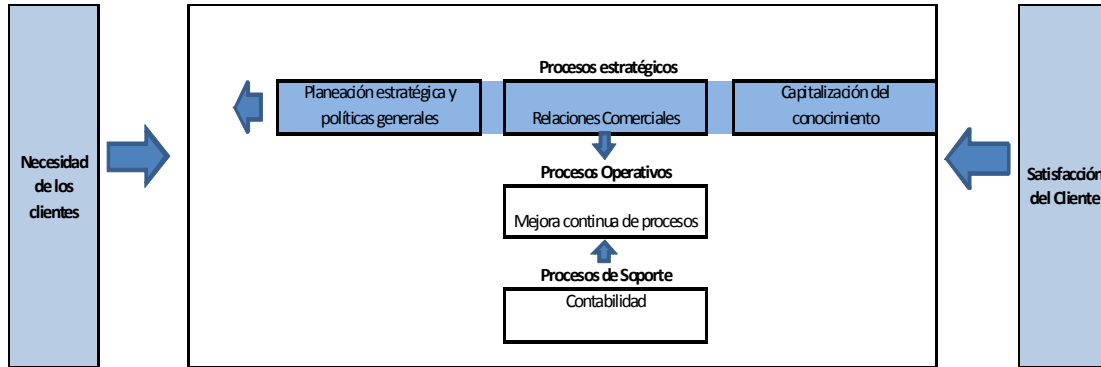 Necesidad
de los
clientes
Procesos estratégicos
Planeación estratégica y
políticas generales
Relaciones Comerciales
Capitalización del
conocimiento
Procesos Operativos
Mejora continua de procesos
Procesos de Soporte
Contabilidad
Satisfacción
del Cliente